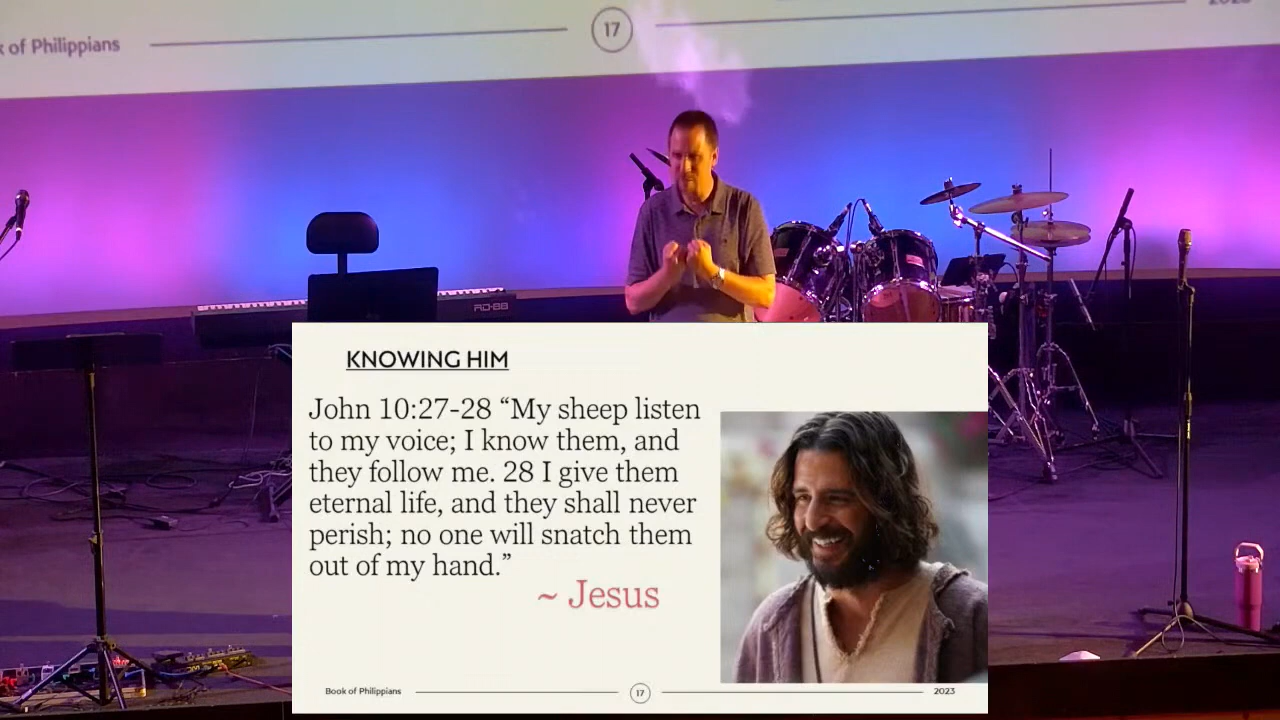 of Philippians
17
2023
RD-88
KNOWING HIM
John 10:27-28 “My sheep listen
to my voice; I know them, and
they follow me. 28 I give them
eternal life, and they shall never
perish; no one will snatch them
out of my hand.”
~ Jesus
Book of Philippians
17
2023